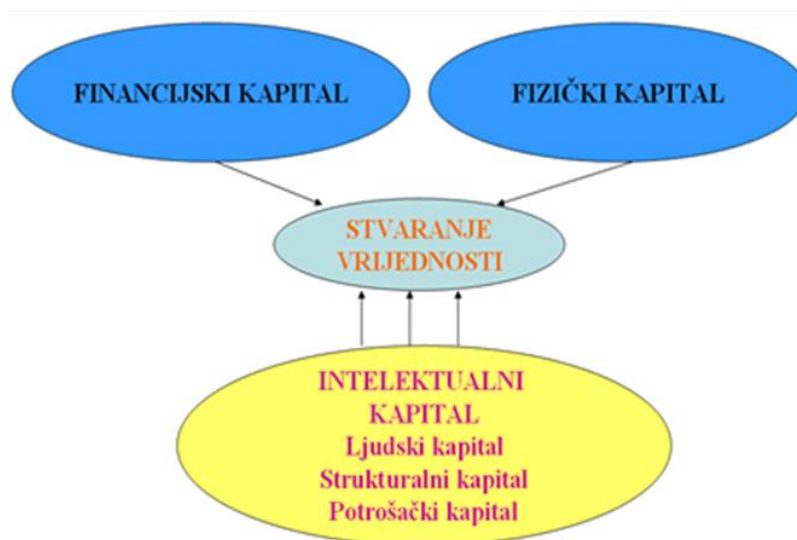 FINANCIJSKI KAPITAL
FIZIČKI KAPITAL
STVARANJE
VRIJEDNOSTI
INTELEKTUALNI
KAPITAL
Ljudski kapital
Strukturalni kapital
Potrošački kapital